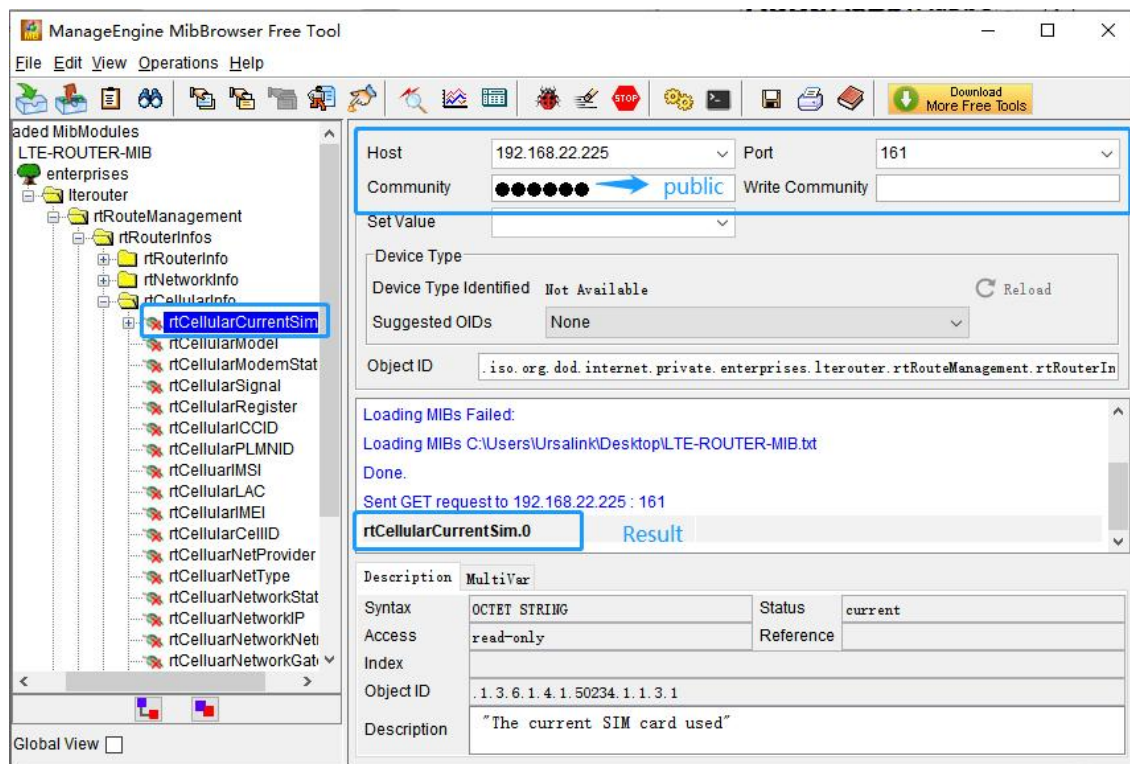 ManageEngine MibBrowser Free Tool
File Edit View Operations Help
STOP
Download
More Free Tools
aded MibModules
LTE-ROUTER-MIB
enterprises
lterouter
rtRouteManagement
rtRouterInfos
rtRouterInfo
rtNetworkInfo
rtCellularInfo
rtCellularCurrentSim
rtCellularModel
rtCellularModemStat
rtCellularSignal
rtCellularRegister
rtCellularICCID
rtCellularPLMNID
rtCelluarIMSI
rtCellularLAC
rtCellularIMEI
rtCellularCellID
rtCelluarNetProvider
rtCelluarNetType
rtCelluarNetworkStat
rtCelluarNetworkIP
rtCelluarNetworkNet
rtCelluarNetworkGat
Global View
Host 192.168.22.225 Port 161
Community ●●●●●● public Write Community
Set Value
Device Type
Device Type Identified Not Available Reload
Suggested OIDs None
Object ID .iso.org.dod.internet.private.enterprises.lterouter.rtRouteManagement.rtRouterIn
Loading MIBs Failed:
Loading MIBs C:\Users\Ursalink\Desktop\LTE-ROUTER-MIB.txt
Done.
Sent GET request to 192.168.22.225 : 161
rtCellularCurrentSim.0 Result
Description MultiVar
Syntax OCTET STRING Status current
Access read-only Reference
Index
Object ID .1.3.6.1.4.1.50234.1.1.3.1
Description "The current SIM card used"